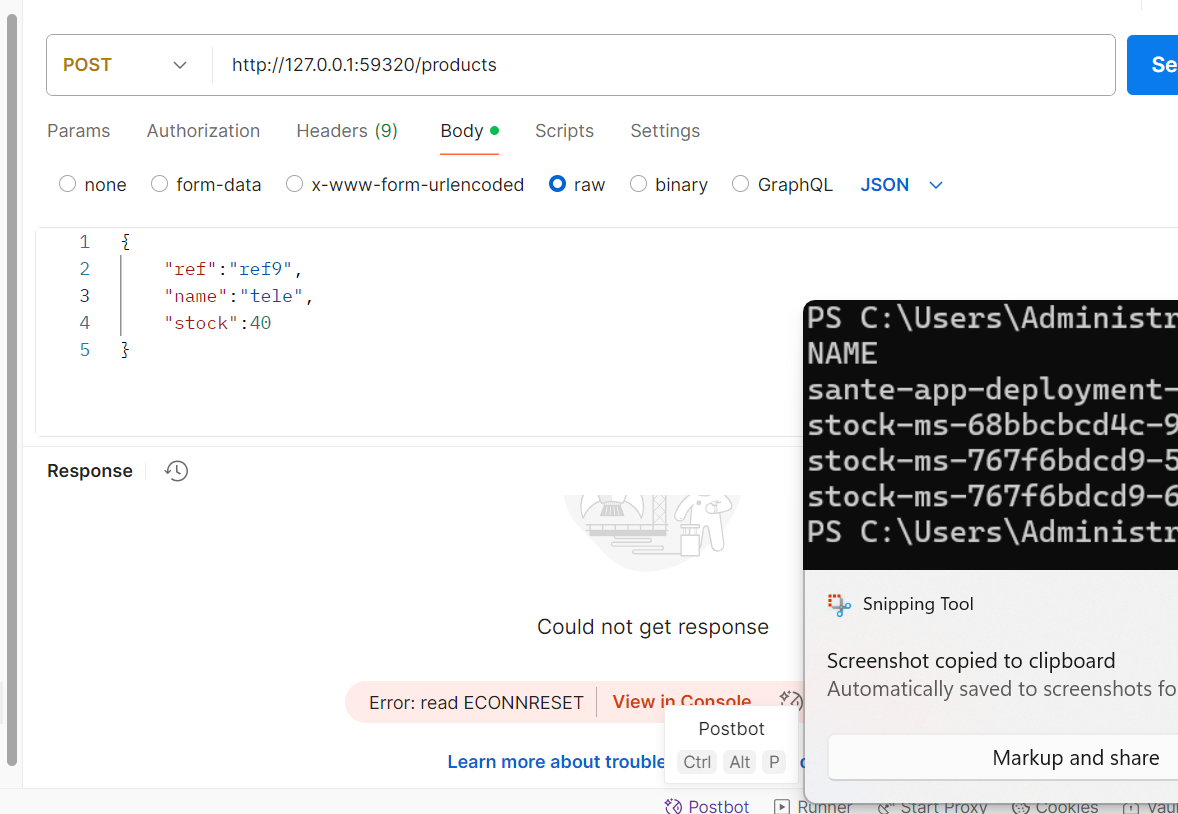 POST http://127.0.0.1:59320/products Se
Params Authorization Headers (9) Body Scripts Settings
none form-data x-www-form-urlencoded raw binary GraphQL JSON
1 {
2 "ref":"ref9",
3 "name":"tele",
4 "stock":40
5 }
PS C:\Users\Administr
NAME
sante-app-deployment-
stock-ms-68bbcbcd4c-9
stock-ms-767f6bdcd9-5
stock-ms-767f6bdcd9-6
PS C:\Users\Administr
Response
Snipping Tool
Could not get response
Screenshot copied to clipboard
Automatically saved to screenshots fo
Error: read ECONNRESET View in Console
Postbot
Ctrl Alt P
Learn more about trouble
Markup and share
Postbot Runner Start Proxy Cookies Vau